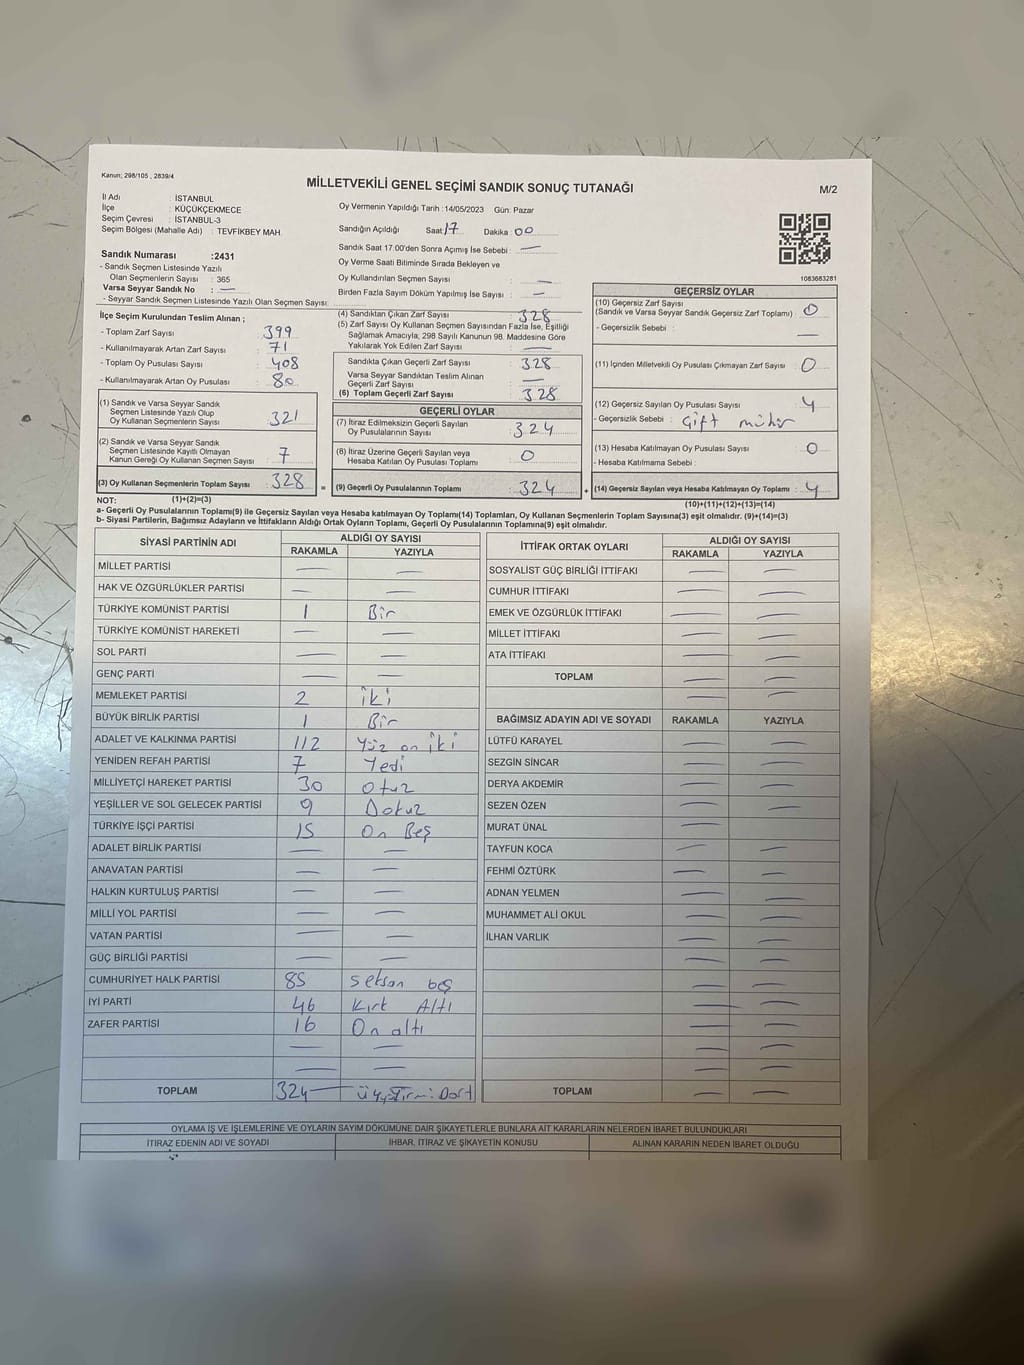 Kanun; 298/105 , 2839/4
MİLLETVEKİLİ GENEL SEÇİMİ SANDIK SONUÇ TUTANAĞI
M/2
İl Adı : İSTANBUL
İlçe : KÜÇÜKÇEKMECE
Seçim Çevresi : İSTANBUL-3
Seçim Bölgesi (Mahalle Adı) : TEVFİKBEY MAH.
Sandık Numarası :2431
- Sandık Seçmen Listesinde Yazılı
Olan Seçmenlerin Sayısı : 365
Varsa Seyyar Sandık No : —
- Seyyar Sandık Seçmen Listesinde Yazılı Olan Seçmen Sayısı:
Oy Vermenin Yapıldığı Tarih :14/05/2023 Gün: Pazar
Sandığın Açıldığı Saat:17 Dakika:00
Sandık Saat 17.00'den Sonra Açımış İse Sebebi: —
Oy Verme Saati Bitiminde Sırada Bekleyen ve
Oy Kullandırılan Seçmen Sayısı : —
Birden Fazla Sayım Döküm Yapılmış İse Sayısı : —
1083683281
İlçe Seçim Kurulundan Teslim Alınan ;
- Toplam Zarf Sayısı : 399
- Kullanılmayarak Artan Zarf Sayısı : 71
- Toplam Oy Pusulası Sayısı : 408
- Kullanılmayarak Artan Oy Pusulası : 80
(1) Sandık ve Varsa Seyyar Sandık
Seçmen Listesinde Yazılı Olup
Oy Kullanan Seçmenlerin Sayısı : 321
(2) Sandık ve Varsa Seyyar Sandık
Seçmen Listesinde Kayıtlı Olmayan
Kanun Gereği Oy Kullanan Seçmen Sayısı : 7
(3) Oy Kullanan Seçmenlerin Toplam Sayısı : 328
(4) Sandıktan Çıkan Zarf Sayısı : 328
(5) Zarf Sayısı Oy Kullanan Seçmen Sayısından Fazla İse, Eşitliği
Sağlamak Amacıyla, 298 Sayılı Kanunun 98. Maddesine Göre
Yakılarak Yok Edilen Zarf Sayısı : —
Sandıkta Çıkan Geçerli Zarf Sayısı : 328
Varsa Seyyar Sandıktan Teslim Alınan
Geçerli Zarf Sayısı : —
(6) Toplam Geçerli Zarf Sayısı : 328
GEÇERLİ OYLAR
(7) İtiraz Edilmeksizin Geçerli Sayılan
Oy Pusulalarının Sayısı : 324
(8) İtiraz Üzerine Geçerli Sayılan veya
Hesaba Katılan Oy Pusulası Toplamı : 0
= (9) Geçerli Oy Pusulalarının Toplamı : 324
GEÇERSİZ OYLAR
(10) Geçersiz Zarf Sayısı
(Sandık ve Varsa Seyyar Sandık Geçersiz Zarf Toplamı) : 0
- Geçersizlik Sebebi : —
(11) İçinden Milletvekili Oy Pusulası Çıkmayan Zarf Sayısı : 0
(12) Geçersiz Sayılan Oy Pusulası Sayısı : 4
- Geçersizlik Sebebi : Çift mühür
(13) Hesaba Katılmayan Oy Pusulası Sayısı : 0
- Hesaba Katılmama Sebebi :
+ (14) Geçersiz Sayılan veya Hesaba Katılmayan Oy Toplamı : 4
NOT: (1)+(2)=(3)
(10)+(11)+(12)+(13)=(14)
a- Geçerli Oy Pusulalarının Toplamı(9) ile Geçersiz Sayılan veya Hesaba katılmayan Oy Toplamı(14) Toplamları, Oy Kullanan Seçmenlerin Toplam Sayısına(3) eşit olmalıdır. (9)+(14)=(3)
b- Siyasi Partilerin, Bağımsız Adayların ve İttifakların Aldığı Ortak Oyların Toplamı, Geçerli Oy Pusulalarının Toplamına(9) eşit olmalıdır.
SİYASİ PARTİNİN ADI ALDIĞI OY SAYISI
RAKAMLA YAZIYLA
MİLLET PARTİSİ — —
HAK VE ÖZGÜRLÜKLER PARTİSİ — —
TÜRKİYE KOMÜNİST PARTİSİ 1 Bir
TÜRKİYE KOMÜNİST HAREKETİ — —
SOL PARTİ — —
GENÇ PARTİ — —
MEMLEKET PARTİSİ 2 iki
BÜYÜK BİRLİK PARTİSİ 1 Bir
ADALET VE KALKINMA PARTİSİ 112 Yüz on iki
YENİDEN REFAH PARTİSİ 7 Yedi
MİLLİYETÇİ HAREKET PARTİSİ 30 Otuz
YEŞİLLER VE SOL GELECEK PARTİSİ 9 Dokuz
TÜRKİYE İŞÇİ PARTİSİ 15 On Beş
ADALET BİRLİK PARTİSİ — —
ANAVATAN PARTİSİ — —
HALKIN KURTULUŞ PARTİSİ — —
MİLLİ YOL PARTİSİ — —
VATAN PARTİSİ — —
GÜÇ BİRLİĞİ PARTİSİ — —
CUMHURİYET HALK PARTİSİ 85 seksan beş
İYİ PARTİ 46 Kırk Altı
ZAFER PARTİSİ 16 On altı
— —
— —
TOPLAM 324
İTTİFAK ORTAK OYLARI ALDIĞI OY SAYISI
RAKAMLA YAZIYLA
SOSYALİST GÜÇ BİRLİĞİ İTTİFAKI — —
CUMHUR İTTİFAKI — —
EMEK VE ÖZGÜRLÜK İTTİFAKI — —
MİLLET İTTİFAKI — —
ATA İTTİFAKI — —
TOPLAM — —
— —
BAĞIMSIZ ADAYIN ADI VE SOYADI RAKAMLA YAZIYLA
LÜTFÜ KARAYEL — —
SEZGİN SİNCAR — —
DERYA AKDEMİR — —
SEZEN ÖZEN — —
MURAT ÜNAL —
TAYFUN KOCA — —
FEHMİ ÖZTÜRK — —
ADNAN YELMEN — —
MUHAMMET ALİ OKUL — —
İLHAN VARLIK — —
— —
— —
— —
— —
— —
— —
TOPLAM — —
OYLAMA İŞ VE İŞLEMLERİNE VE OYLARIN SAYIM DÖKÜMÜNE DAİR ŞİKAYETLERLE BUNLARA AİT KARARLARIN NELERDEN İBARET BULUNDUKLARI
İTİRAZ EDENİN ADI VE SOYADI İHBAR, İTİRAZ VE ŞİKAYETİN KONUSU ALINAN KARARIN NEDEN İBARET OLDUĞU